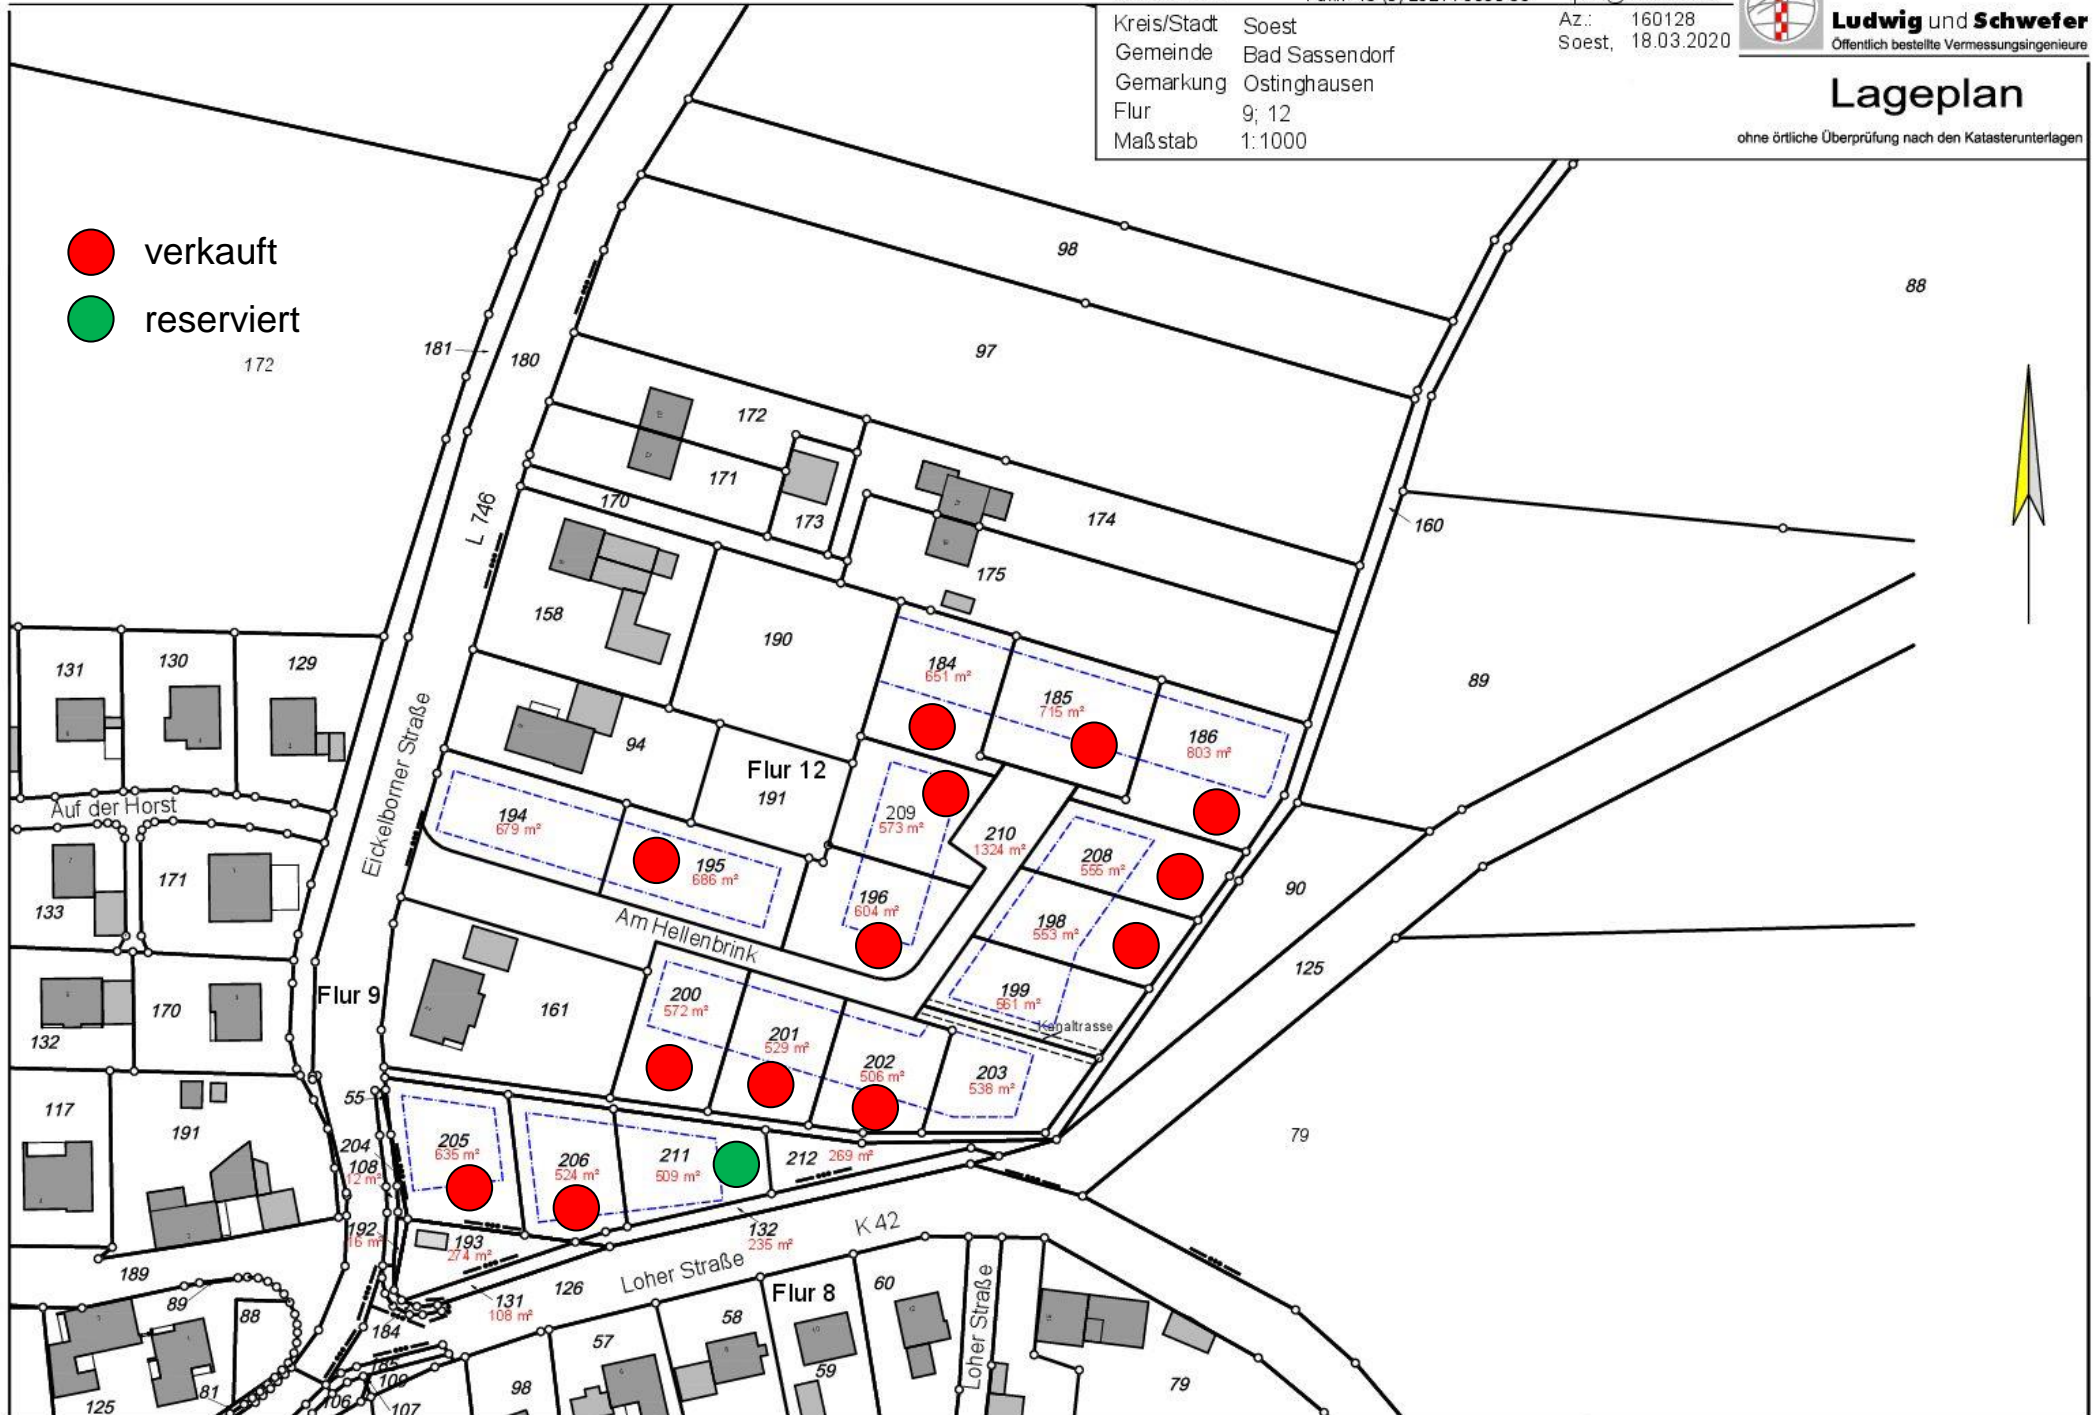 Kreis/Stadt Soest
Gemeinde Bad Sassendorf
Gemarkung Ostinghausen
Flur 9; 12
Maßstab 1:1000
Az.: 160128
Soest, 18.03.2020
Ludwig und Schwefer
Öffentlich bestellte Vermessungsingenieure
Lageplan
ohne örtliche Überprüfung nach den Katasterunterlagen
verkauft
reserviert
172
181
180
98
97
88
172
171
170
173
174
175
160
L 746
158
190
131
130
129
94
Flur 12
191
184
651 m²
185
715 m²
186
803 m²
89
Auf der Horst
Eickelborner Straße
194
679 m²
195
686 m²
209
573 m²
210
1324 m²
208
555 m²
90
133
171
196
604 m²
198
553 m²
Am Hellenbrink
125
132
170
Flur 9
161
200
572 m²
201
529 m²
202
506 m²
199
561 m²
Kanaltrasse
203
538 m²
117
191
55
204
108
12 m²
205
635 m²
206
524 m²
211
509 m²
212
269 m²
79
192
16 m²
193
274 m²
132
235 m²
K 42
189
89
88
184
131
108 m²
126
Loher Straße
Flur 8
60
Loher Straße
57
58
59
79
125
81
106
109
107
98